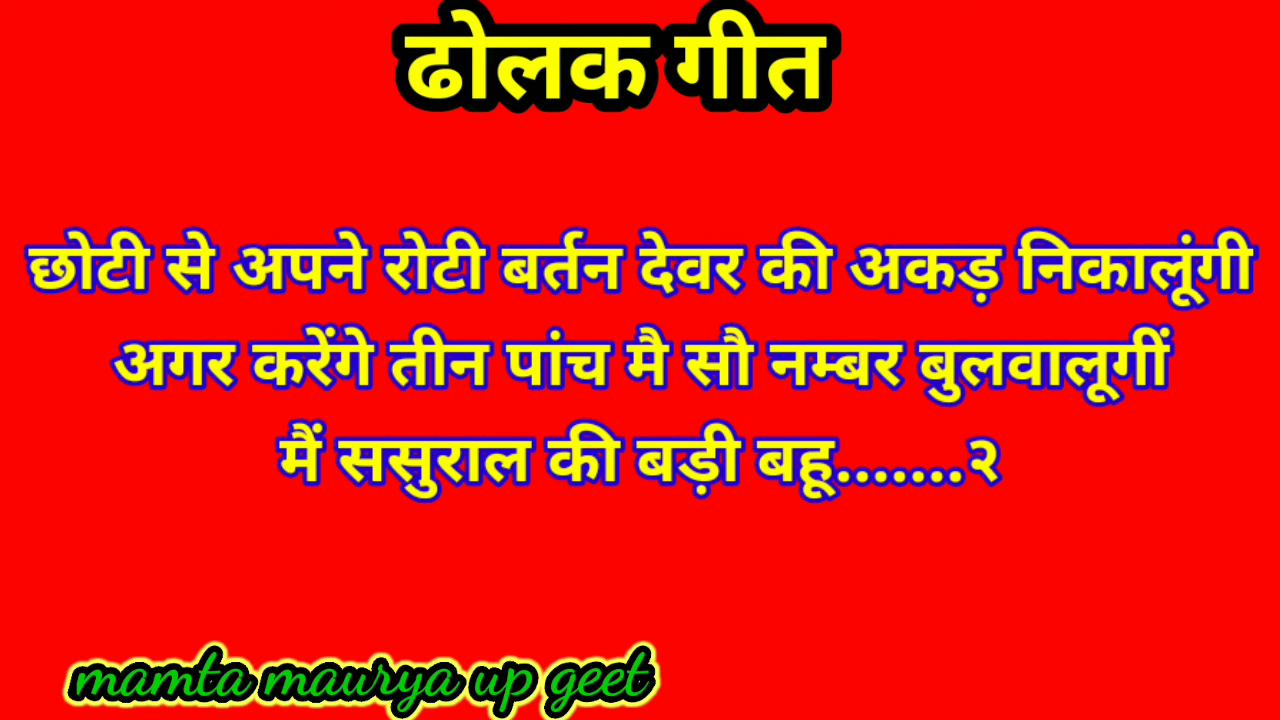 ढोलक गीत
छोटी से अपने रोटी बर्तन देवर की अकड़ निकालूंगी
अगर करेंगे तीन पांच मै सौ नम्बर बुलवालूगीं
मैं ससुराल की बड़ी बहू.......२
mamta maurya up geet